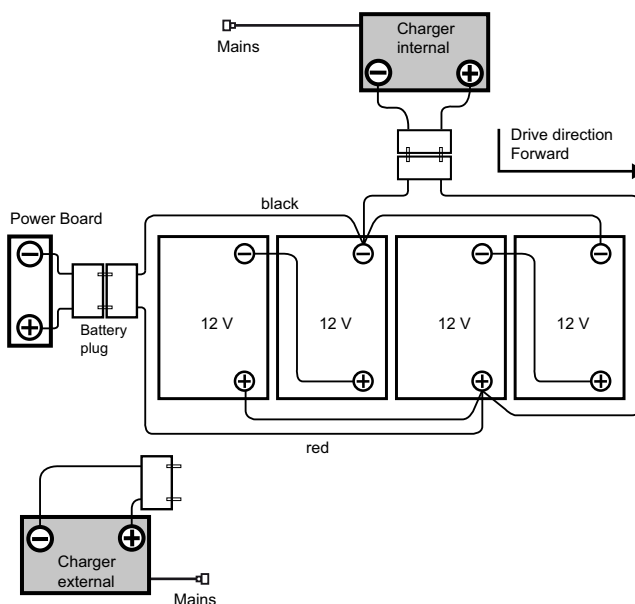 Charger
internal
Mains
Drive direction
Forward
black
Power Board
12 V
12 V
12 V
12 V
Battery
plug
red
Charger
external
Mains